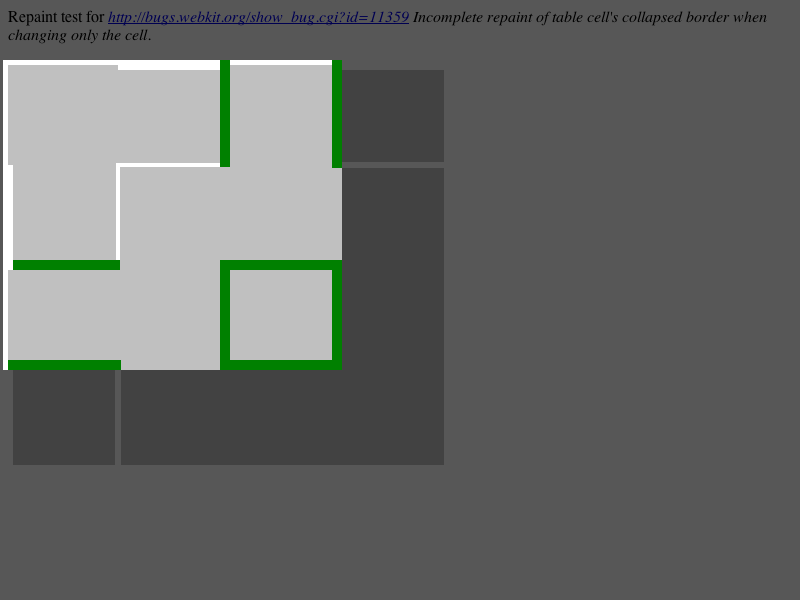 Repaint test for http://bugs.webkit.org/show_bug.cgi?id=11359 Incomplete repaint of table cell's collapsed border when
changing only the cell.